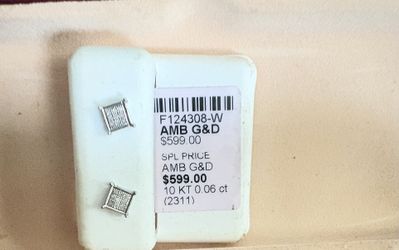 F124308-W
AMB G&D
$599.00
SPL PRICE
AMB G&D
$599.00
10 KT 0.06 ct
(2311)